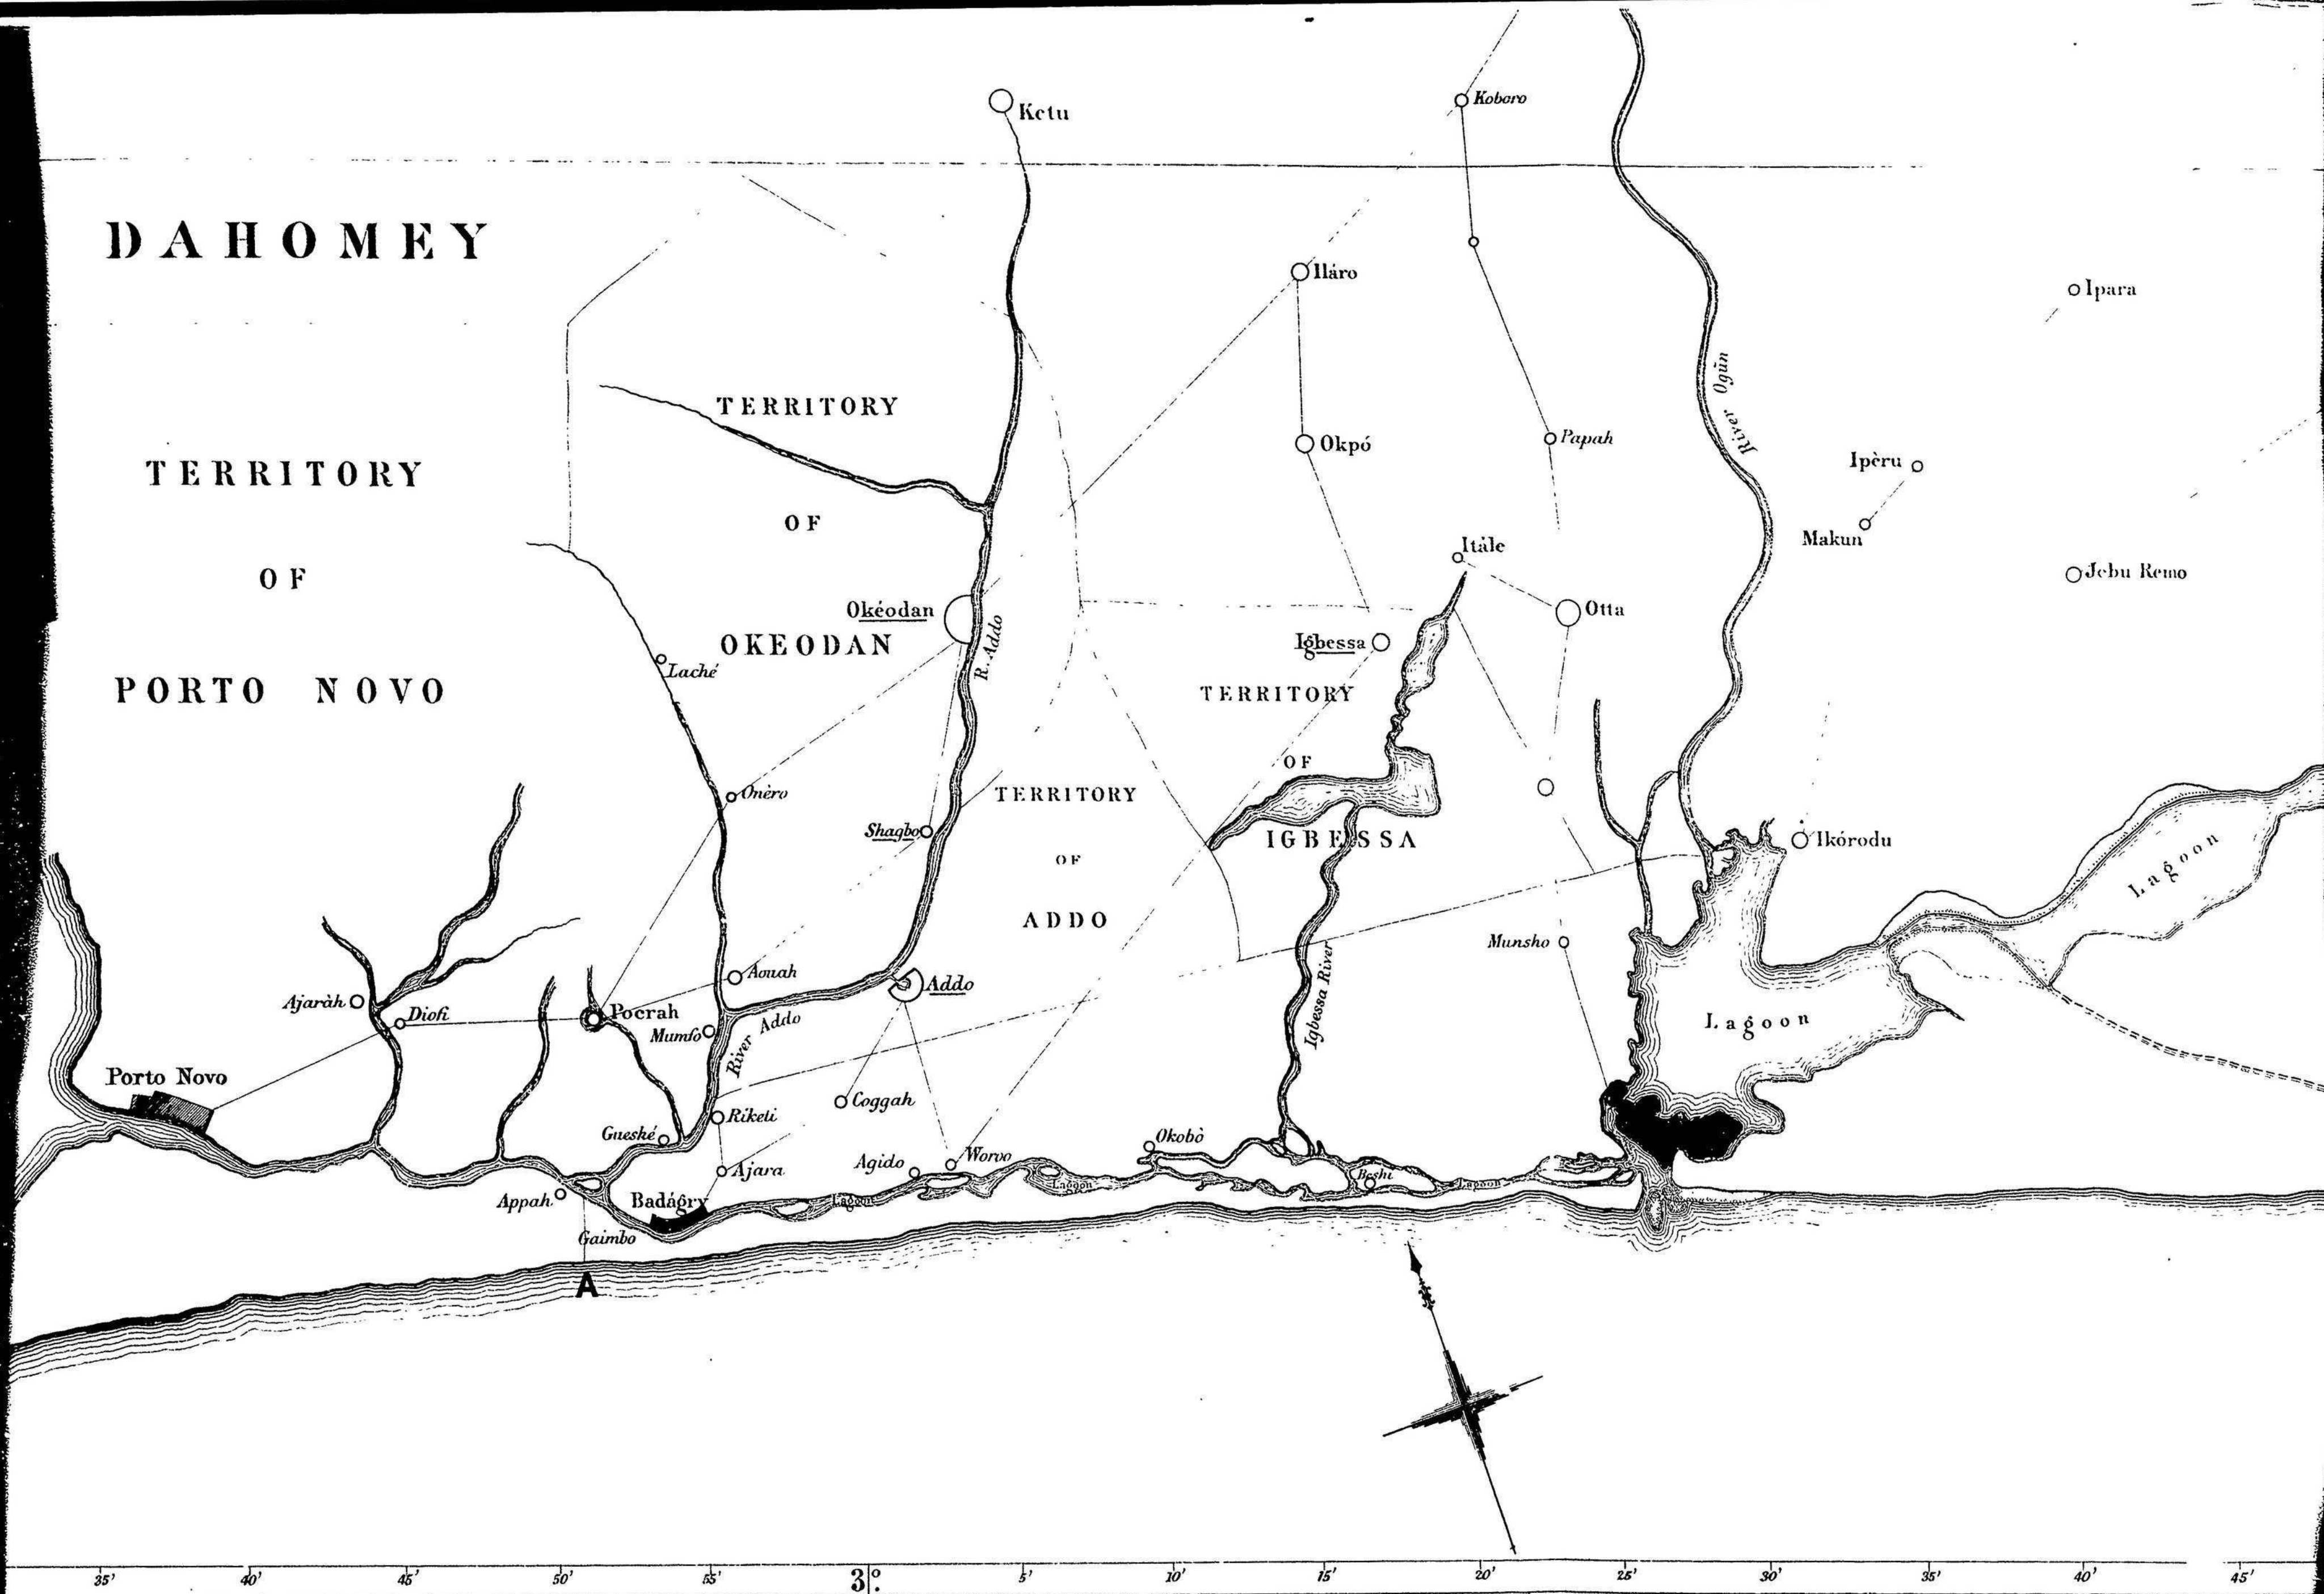 Ketu
Koboro
DAHOMEY
Iláro
Ipara
River Ogūn
TERRITORY
Okpó
Papah
TERRITORY
Ipèru
OF
Makun
Itále
OF
Jebu Remo
Okéodan
Otta
OKEODAN
R. Addo
Igbessa
Laché
PORTO NOVO
TERRITORY
OF
Onèro
TERRITORY
Shagbo
IGBESSA
Ikórodu
OF
Lagoon
ADDO
Munsho
Aouah
Addo
Ajaràh
Diofi
Pocrah
Igbessa River
Lagoon
Mumfo
River Addo
Porto Novo
Coggah
Riketi
Gueshé
Okobò
Worvo
Agido
Ajara
Beshi
Lagoon
Lagoon
Lagoon
Appah
Badágry
Gaimbo
A
35' 40' 45' 50' 55' 3°. 5' 10' 15' 20' 25' 30' 35' 40' 45'